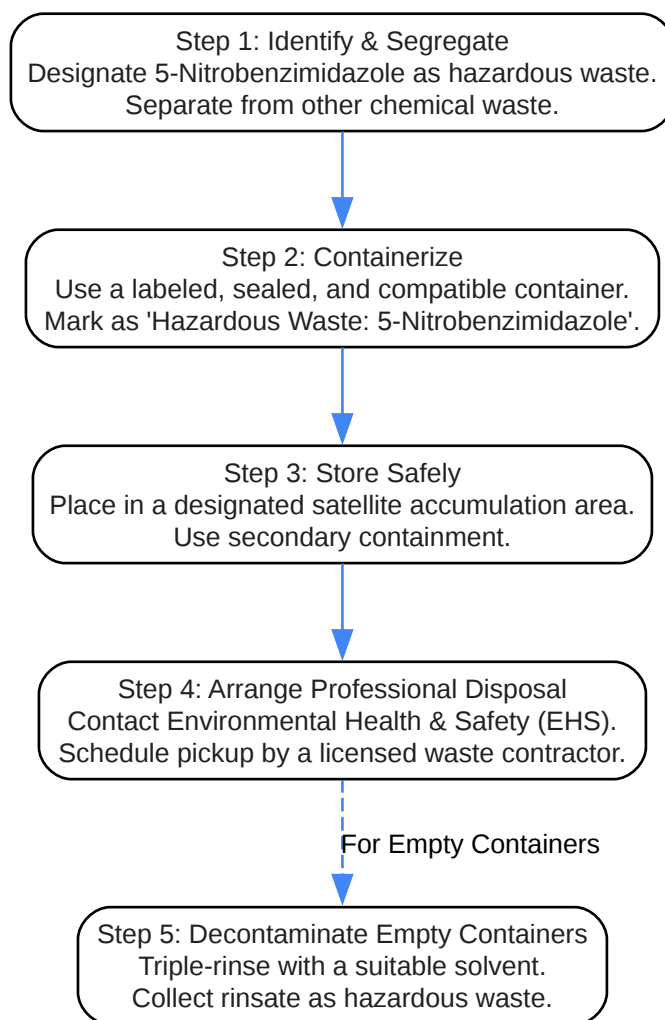 Step 1: Identify & Segregate
Designate 5-Nitrobenzimidazole as hazardous waste.
Separate from other chemical waste.
Step 2: Containerize
Use a labeled, sealed, and compatible container.
Mark as 'Hazardous Waste: 5-Nitrobenzimidazole'.
Step 3: Store Safely
Place in a designated satellite accumulation area.
Use secondary containment.
Step 4: Arrange Professional Disposal
Contact Environmental Health & Safety (EHS).
Schedule pickup by a licensed waste contractor.
For Empty Containers
Step 5: Decontaminate Empty Containers
Triple-rinse with a suitable solvent.
Collect rinsate as hazardous waste.